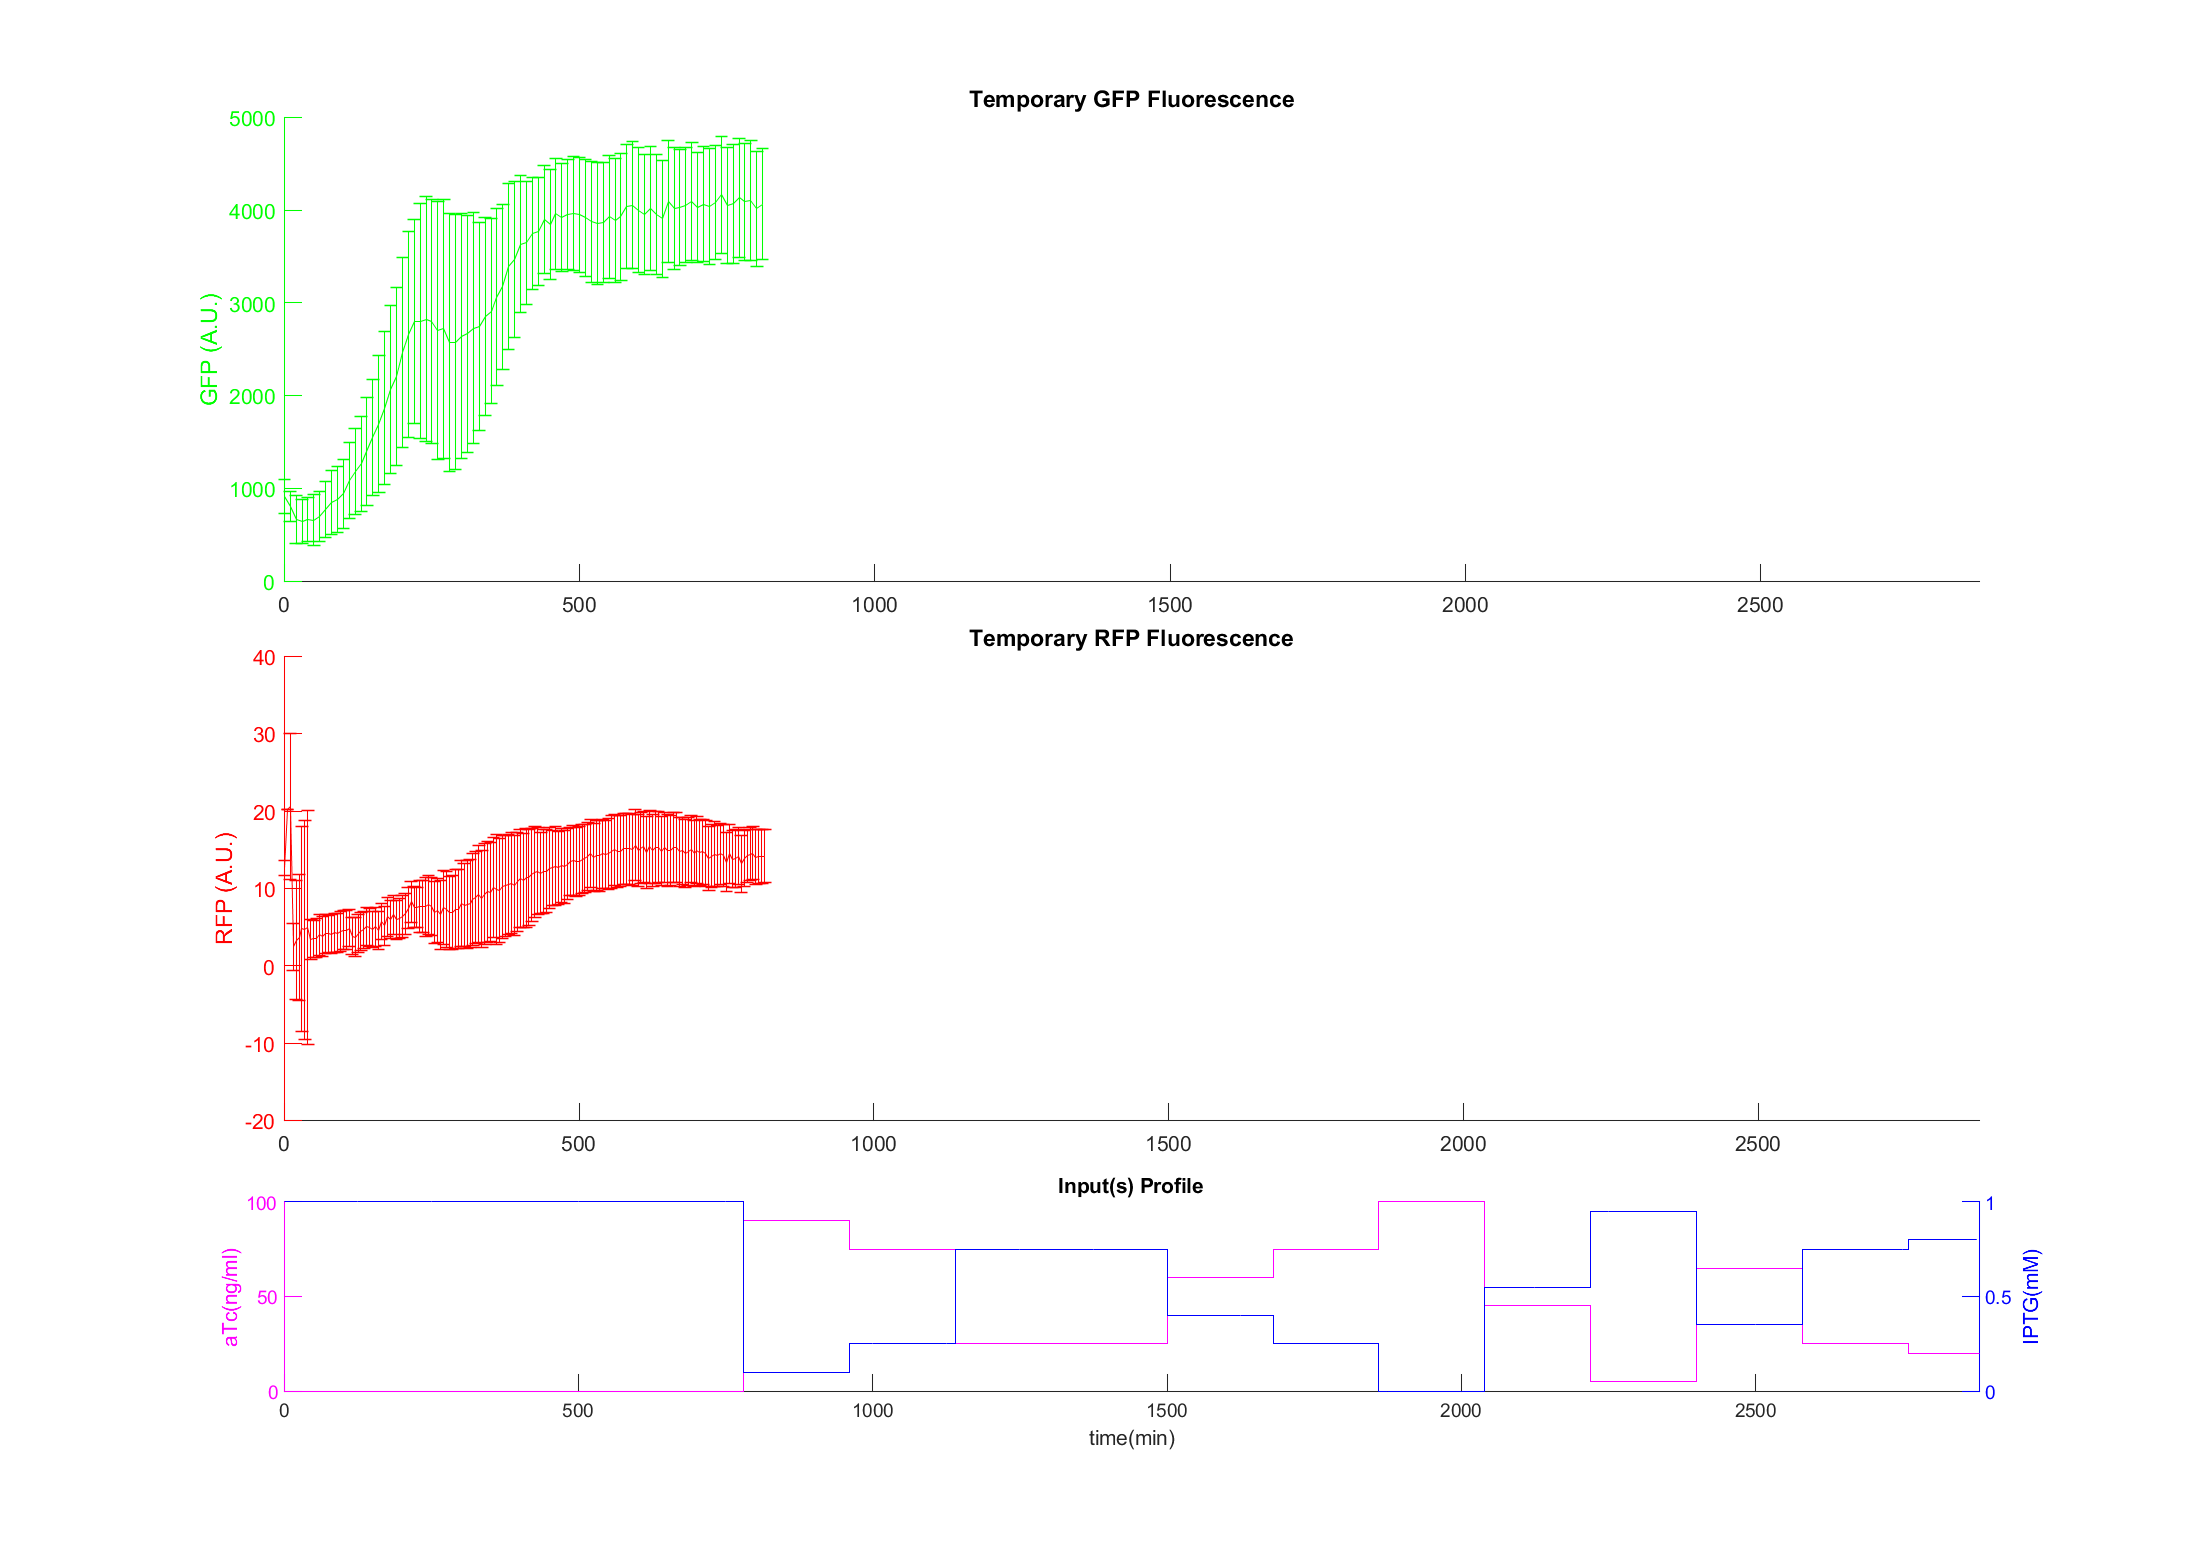 Temporary GFP Fluorescence
5000
4000
3000
2000
1000
0
GFP (A.U.)
0 500 1000 1500 2000 2500
Temporary RFP Fluorescence
40
30
20
10
0
-10
-20
RFP (A.U.)
0 500 1000 1500 2000 2500
Input(s) Profile
100
50
0
aTc(ng/ml)
1
0.5
0
IPTG(mM)
0 500 1000 1500 2000 2500
time(min)